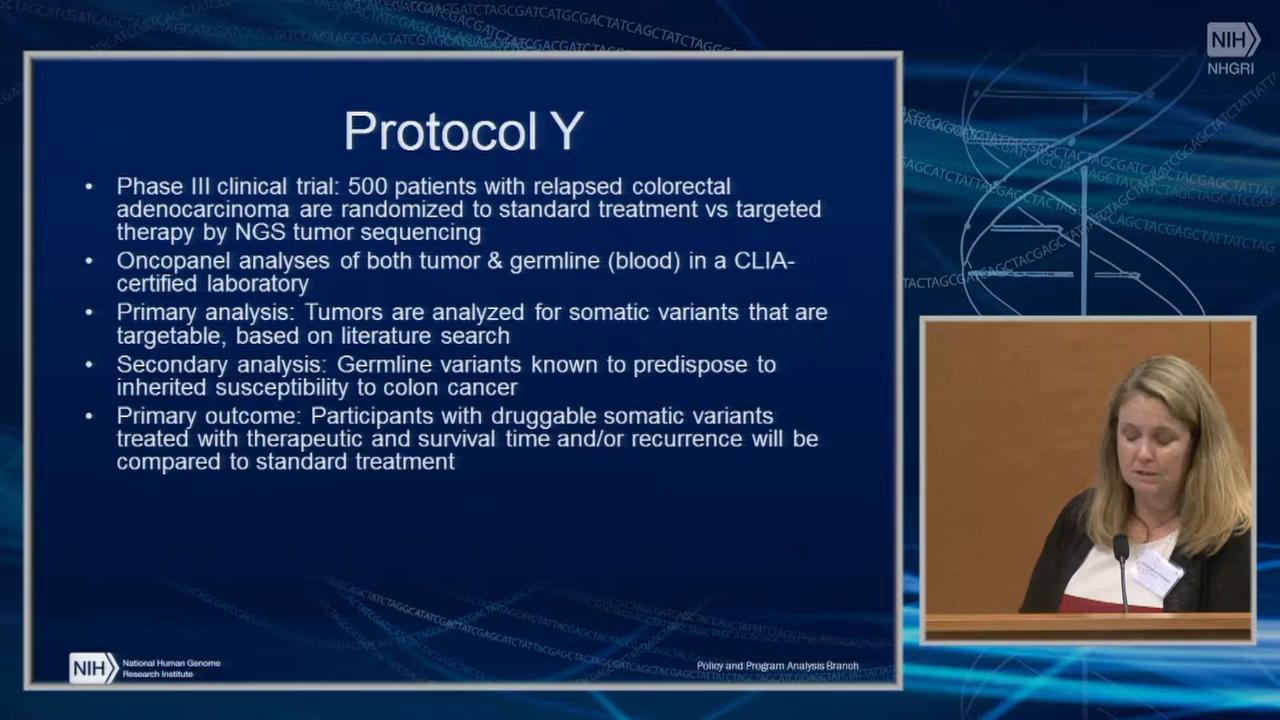 NIH
NHGRI
Protocol Y
• Phase III clinical trial: 500 patients with relapsed colorectal
adenocarcinoma are randomized to standard treatment vs targeted
therapy by NGS tumor sequencing
• Oncopanel analyses of both tumor & germline (blood) in a CLIA-
certified laboratory
• Primary analysis: Tumors are analyzed for somatic variants that are
targetable, based on literature search
• Secondary analysis: Germline variants known to predispose to
inherited susceptibility to colon cancer
• Primary outcome: Participants with druggable somatic variants
treated with therapeutic and survival time and/or recurrence will be
compared to standard treatment
NIH
National Human Genome
Research Institute
Policy and Program Analysis Branch